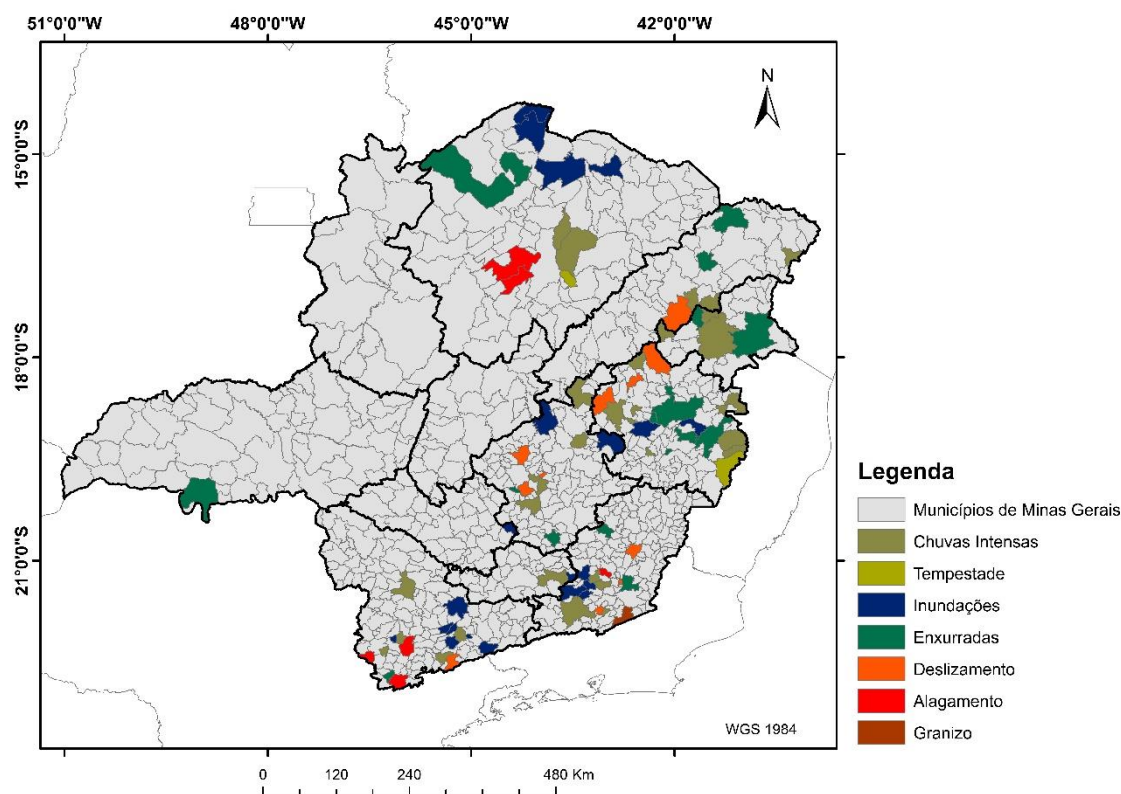 51°0'0"W 48°0'0"W 45°0'0"W 42°0'0"W
N
15°0'0"S
18°0'0"S
21°0'0"S
WGS 1984
0 120 240 480 Km
Legenda
Municípios de Minas Gerais
Chuvas Intensas
Tempestade
Inundações
Enxurradas
Deslizamento
Alagamento
Granizo